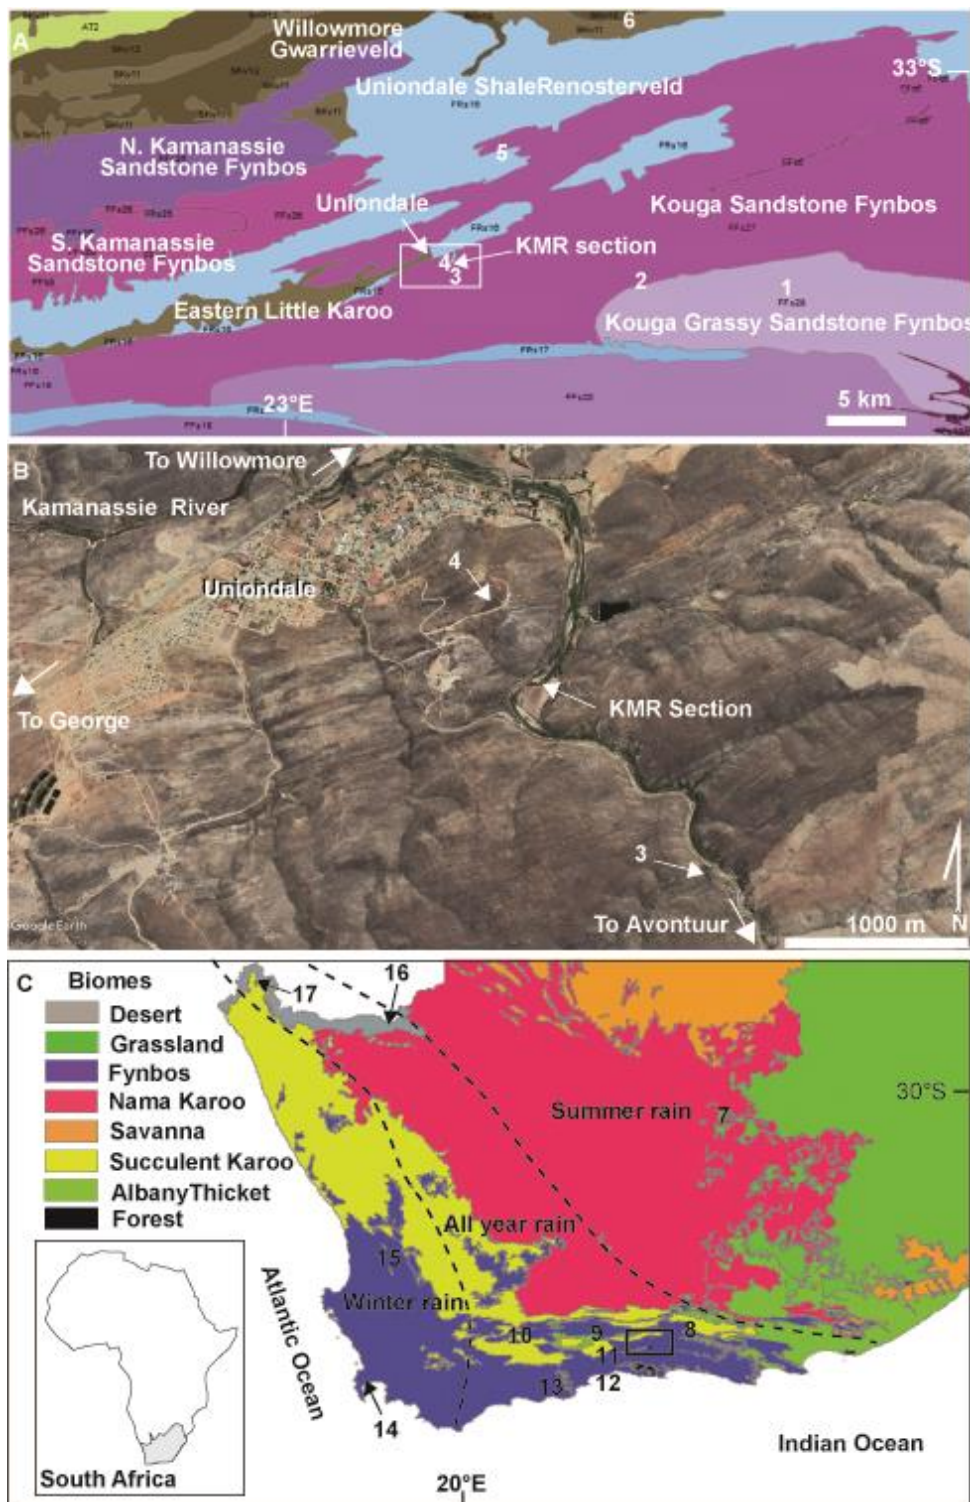 A
Willowmore
Gwarrieveld
6
33°S
Uniondale ShaleRenosterveld
N. Kamanassie
Sandstone Fynbos
5
Uniondale
Kouga Sandstone Fynbos
S. Kamanassie
Sandstone Fynbos
KMR section
4
3
2
1
Eastern Little Karoo
Kouga Grassy Sandstone Fynbos
23°E
5 km
B
To Willowmore
Kamanassie River
4
Uniondale
To George
KMR Section
3
To Avontuur
1000 m
N
Google Earth
C
Biomes
Desert
Grassland
Fynbos
Nama Karoo
Savanna
Succulent Karoo
AlbanyThicket
Forest
17
16
30°S
Summer rain
7
All year rain
15
Winter rain
10
9
8
11
12
13
14
Atlantic Ocean
Indian Ocean
South Africa
20°E